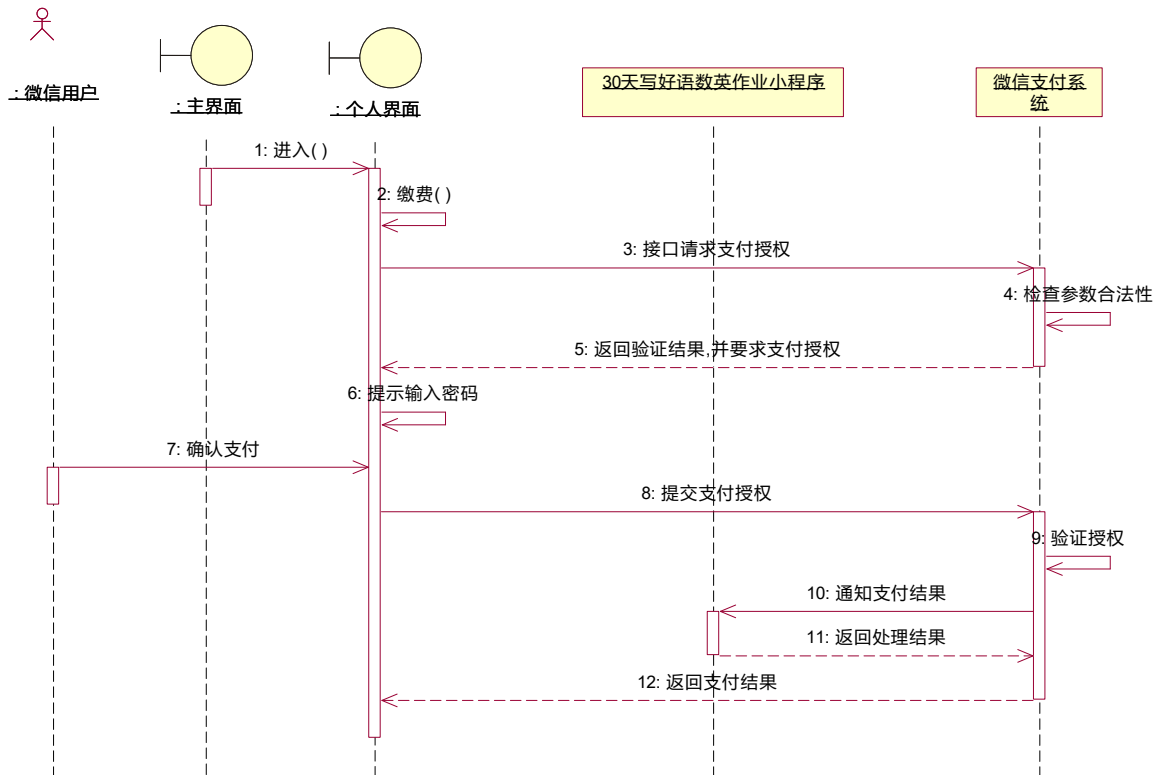 : 微信用户
: 主界面
: 个人界面
30天写好语数英作业小程序
微信支付系
统
1: 进入( )
2: 缴费( )
3: 接口请求支付授权
4: 检查参数合法性
5: 返回验证结果,并要求支付授权
6: 提示输入密码
7: 确认支付
8: 提交支付授权
9: 验证授权
10: 通知支付结果
11: 返回处理结果
12: 返回支付结果